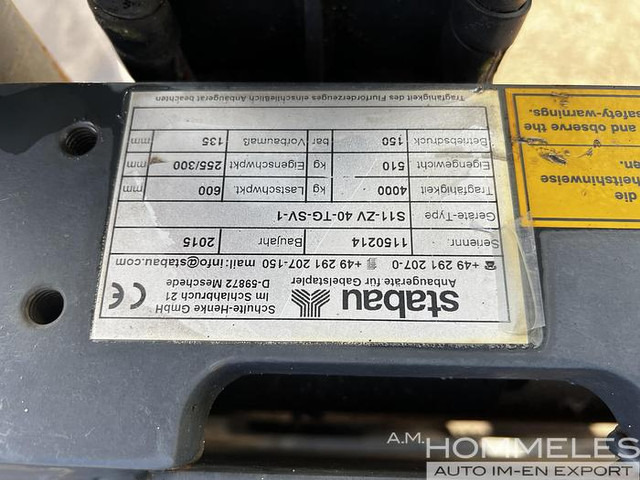 stabau
Anbaugeräte für Gabelstapler
Schulte-Henke GmbH
Im Schlahbruch 21
D-59872 Meschede
CE
☎ +49 291 207-0 +49 291 207-150 mail: info@stabau.com
Seriennr. 1150214 Baujahr 2015
Geräte-Type S11-ZV 40-TG-SV-1
Tragfähigkeit 4000 kg Lastschwpkt. 600 mm
Eigengewicht 510 kg Eigenschwpkt 255/300 mm
Betriebsdruck 150 bar Vorbaumaß 135 mm
Tragfähigkeit des Flurförderzeuges einschließlich Anbaugerät beachten
die
heitshinweise
en.
and observe the
safety-warnings.
A.M.
HOMMELES
AUTO IM-EN EXPORT